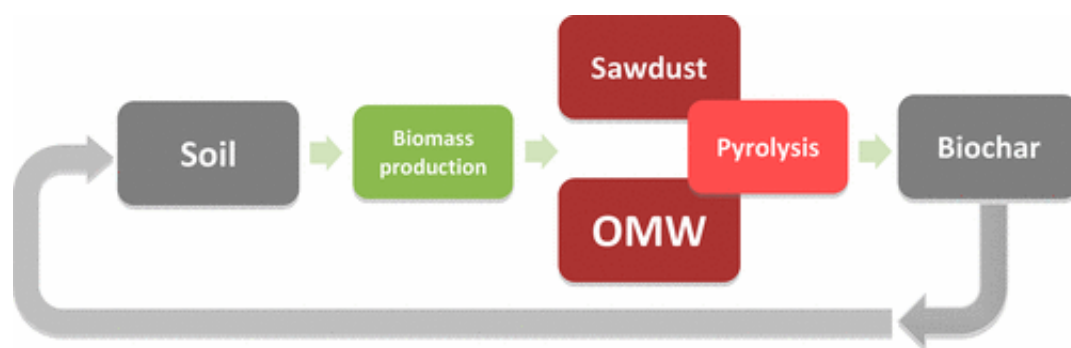 Soil
Biomass
production
Sawdust
OMW
Pyrolysis
Biochar